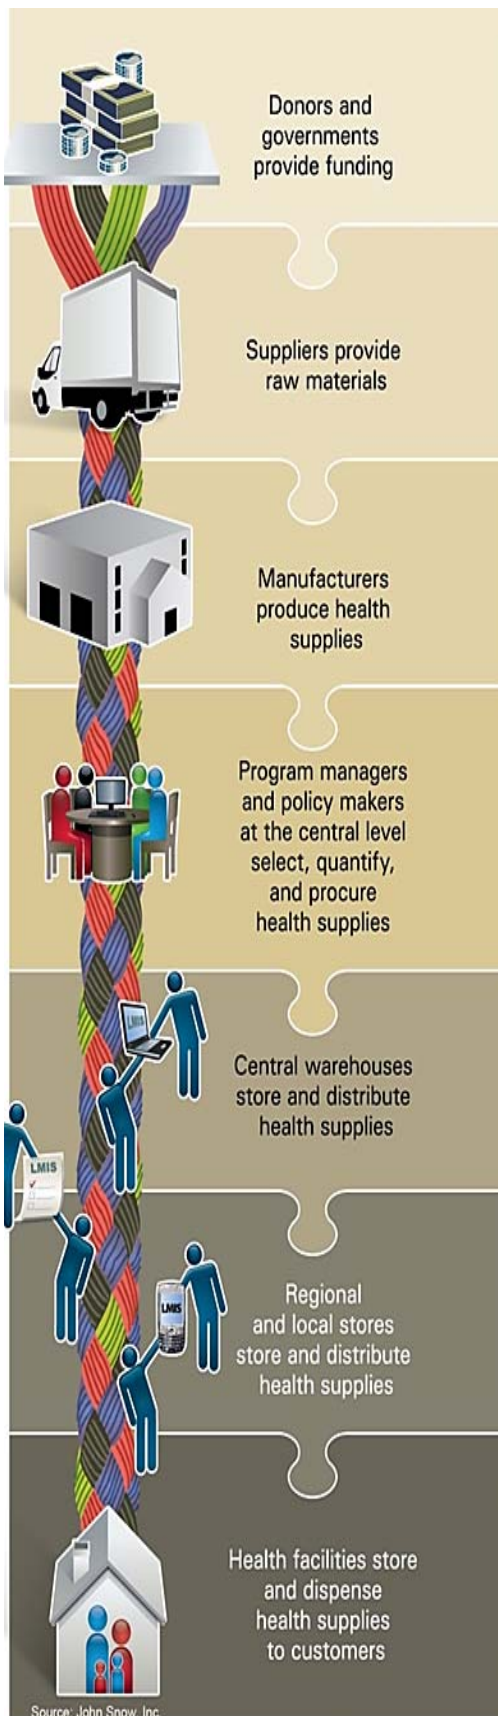 Donors and
governments
provide funding
Suppliers provide
raw materials
Manufacturers
produce health
supplies
Program managers
and policy makers
at the central level
select, quantify,
and procure
health supplies
LMIS
Central warehouses
store and distribute
health supplies
LMIS
LMIS
Regional
and local stores
store and distribute
health supplies
Health facilities store
and dispense
health supplies
to customers
Source: John Snow, Inc.